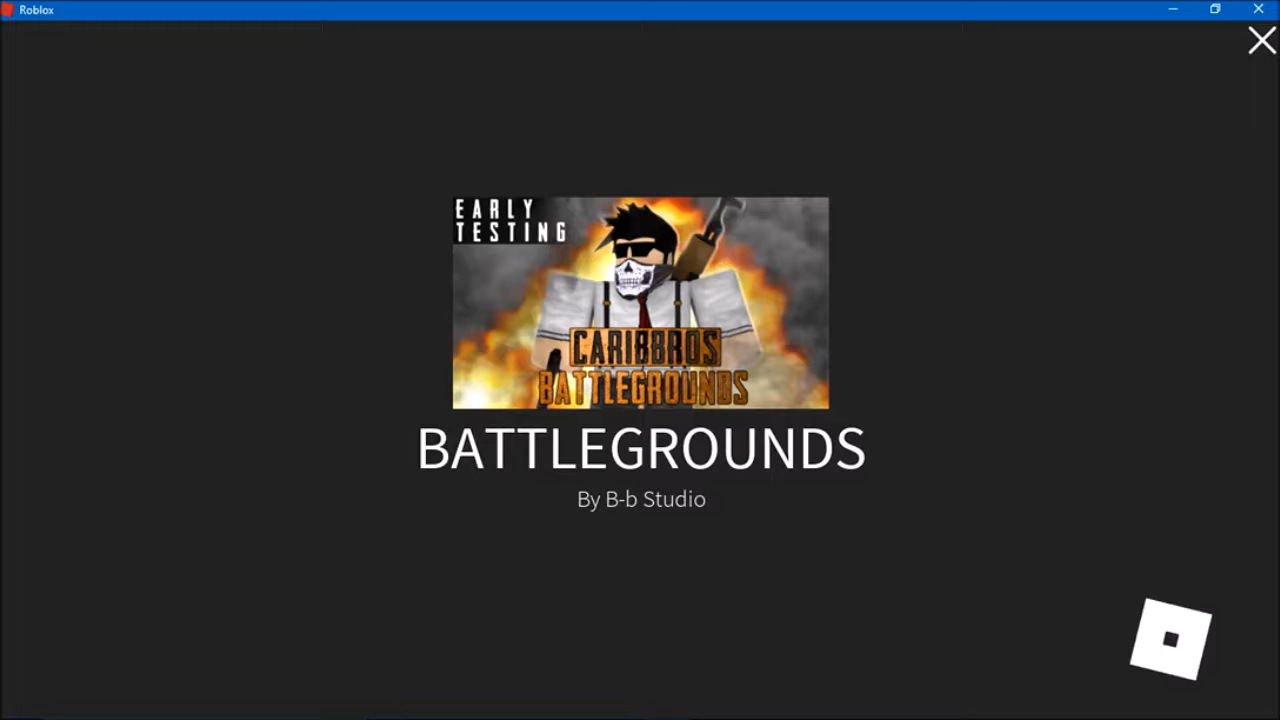 Roblox
EARLY
TESTING
CARIBBROS
BATTLEGROUNDS
BATTLEGROUNDS
By B-b Studio